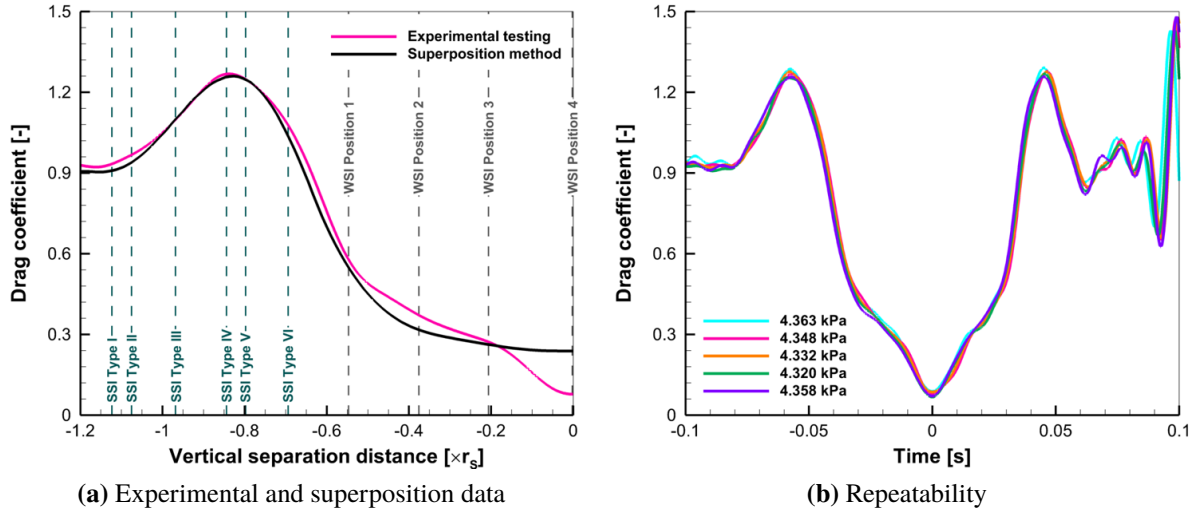 1.5
1.2
0.9
0.6
0.3
0
Drag coefficient [-]
Experimental testing
Superposition method
SSI Type I
SSI Type II
SSI Type III
SSI Type IV
SSI Type V
SSI Type VI
WSI Position 1
WSI Position 2
WSI Position 3
WSI Position 4
-1.2 -1 -0.8 -0.6 -0.4 -0.2 0
Vertical separation distance [×rS]
(a) Experimental and superposition data
1.5
1.2
0.9
0.6
0.3
0
Drag coefficient [-]
4.363 kPa
4.348 kPa
4.332 kPa
4.320 kPa
4.358 kPa
-0.1 -0.05 0 0.05 0.1
Time [s]
(b) Repeatability